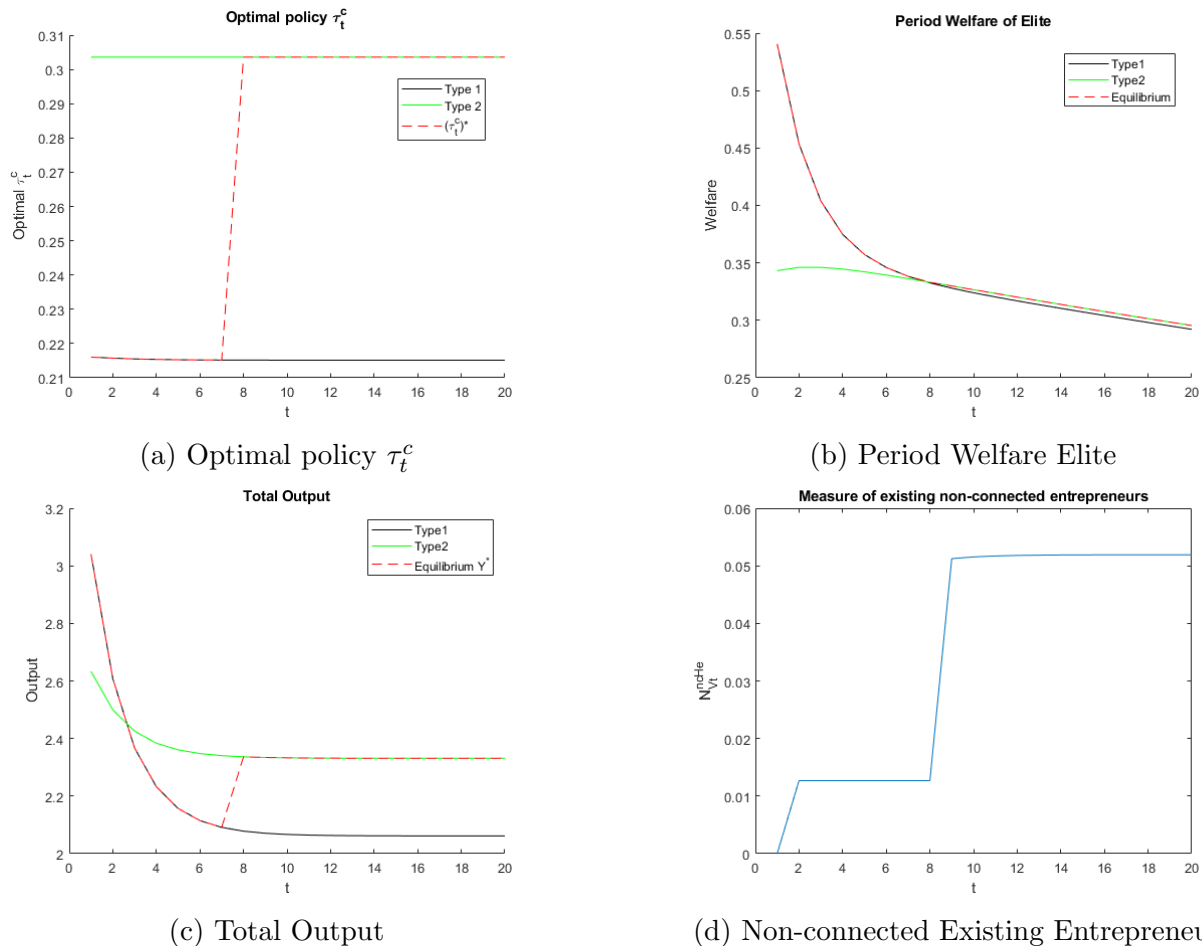 Optimal policy τ_t^c
0.31
0.3
0.29
0.28
0.27
0.26
0.25
0.24
0.23
0.22
0.21
Optimal τ_t^c
0 2 4 6 8 10 12 14 16 18 20
t
Type 1
Type 2
(τ_t^c)*
(a) Optimal policy τ_t^c
Period Welfare of Elite
0.55
0.5
0.45
0.4
0.35
0.3
0.25
Welfare
0 2 4 6 8 10 12 14 16 18 20
t
Type1
Type2
Equilibrium
(b) Period Welfare Elite
Total Output
3.2
3
2.8
2.6
2.4
2.2
2
Output
0 2 4 6 8 10 12 14 16 18 20
t
Type1
Type2
Equilibrium Y*
(c) Total Output
Measure of existing non-connected entrepreneurs
0.06
0.05
0.04
0.03
0.02
0.01
0
N_Vt^ncHe
0 2 4 6 8 10 12 14 16 18 20
t
(d) Non-connected Existing Entrepreneu